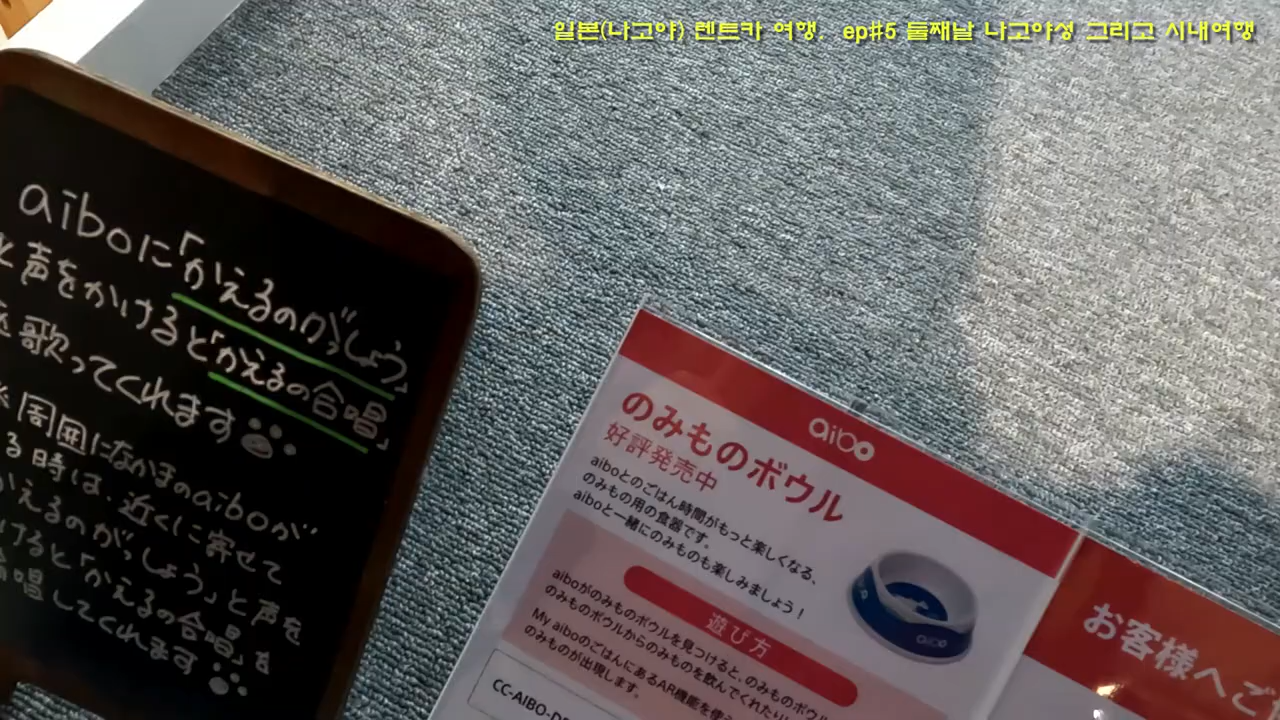 일본(나고야) 렌트카 여행, ep#5 둘째날 나고야성 그리고 시내여행
aiboに「かえるのがっしょう」
と声をかけると「かえるの合唱」
を歌ってくれます
周囲になかまのaiboが
る時は、近くに寄せて
かえるのがっしょう」と声を
けると「かえるの合唱」を
合唱してくれます
aibo
のみものボウル
好評発売中
aiboとのごはん時間がもっと楽しくなる、
のみもの用の食器です。
aiboと一緒にのみものも楽しみましょう！
aibo
遊び方
aiboがのみものボウルを見つけると、のみものボウル
のみものボウルからのみものを飲んでくれたり
My aiboのごはんにあるAR機能を使う
のみものが出現します。
CC-AIBO-D
お客様へご